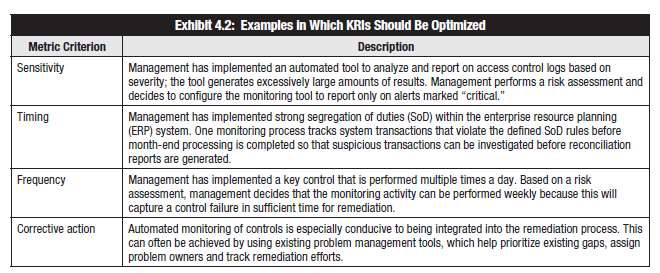 Exhibit 4.2: Examples in Which KRIs Should Be Optimized
Metric Criterion Description
Sensitivity Management has implemented an automated tool to analyze and report on access control logs based on
severity; the tool generates excessively large amounts of results. Management performs a risk assessment and
decides to configure the monitoring tool to report only on alerts marked “critical.”
Timing Management has implemented strong segregation of duties (SoD) within the enterprise resource planning
(ERP) system. One monitoring process tracks system transactions that violate the defined SoD rules before
month-end processing is completed so that suspicious transactions can be investigated before reconciliation
reports are generated.
Frequency Management has implemented a key control that is performed multiple times a day. Based on a risk
assessment, management decides that the monitoring activity can be performed weekly because this will
capture a control failure in sufficient time for remediation.
Corrective action Automated monitoring of controls is especially conducive to being integrated into the remediation process. This
can often be achieved by using existing problem management tools, which help prioritize existing gaps, assign
problem owners and track remediation efforts.